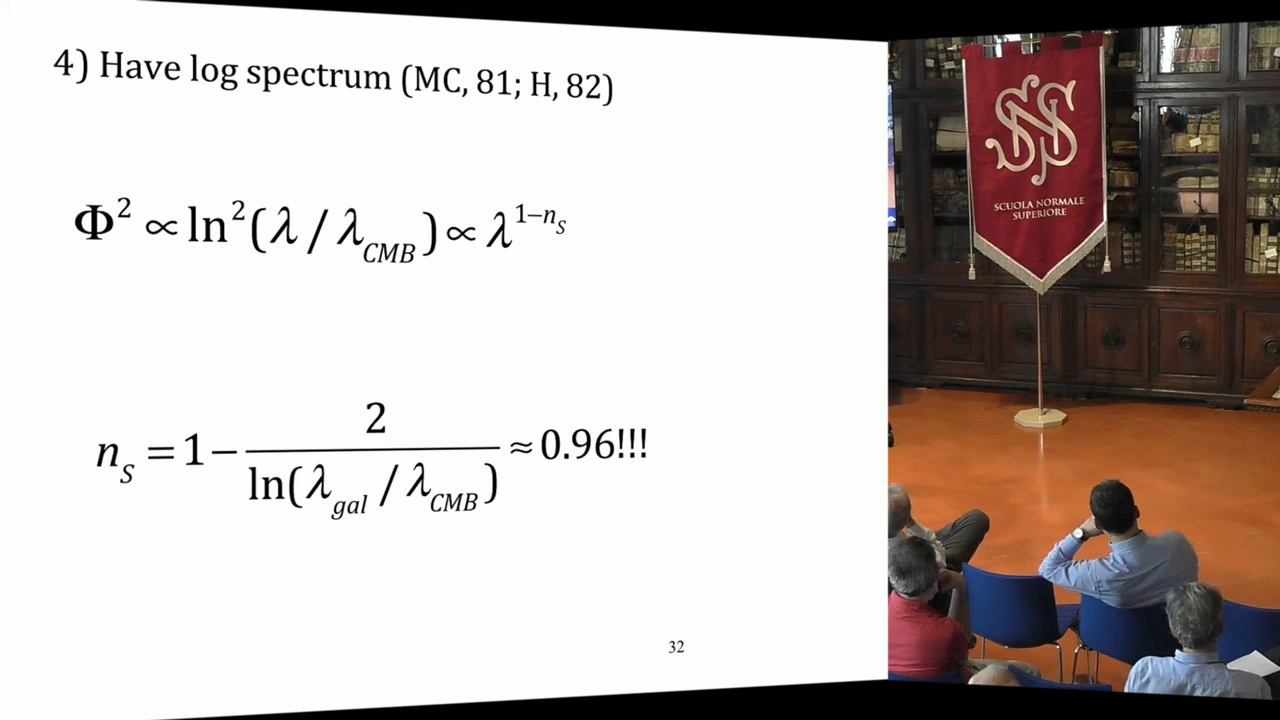 4) Have log spectrum (MC, 81; H, 82)
Φ² ∝ ln²(λ / λ_CMB) ∝ λ^{1−n_S}
n_S = 1 − 2 / ln(λ_gal / λ_CMB) ≈ 0.96!!!
32
SNS
SCUOLA NORMALE
SUPERIORE